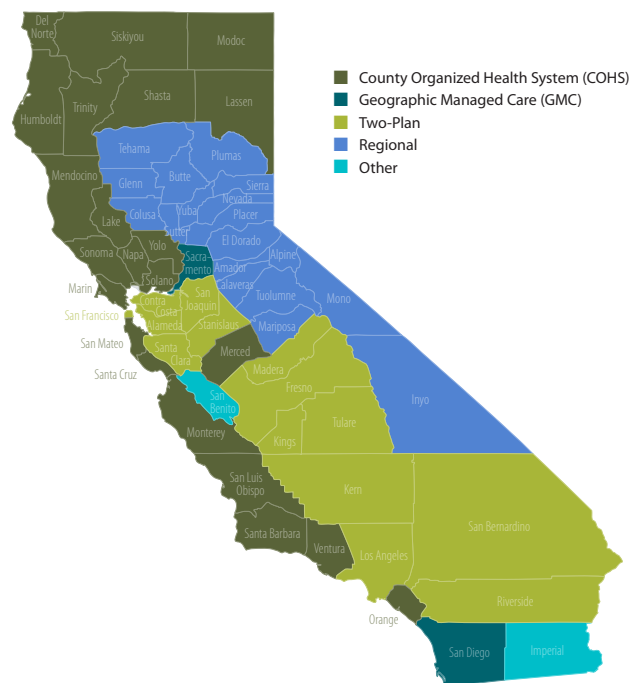 Del
Norte
Siskiyou
Modoc
Humboldt
Trinity
Shasta
Lassen
County Organized Health System (COHS)
Geographic Managed Care (GMC)
Two-Plan
Regional
Other
Mendocino
Tehama
Plumas
Glenn
Butte
Sierra
Nevada
Colusa
Yuba
Placer
Lake
Sutter
El Dorado
Sonoma
Napa
Yolo
Sacra-
mento
Alpine
Amador
Calaveras
Solano
Marin
Contra
Costa
San
Joaquin
Tuolumne
Mono
San Francisco
Alameda
Stanislaus
Mariposa
San Mateo
Santa
Clara
Merced
Madera
Santa Cruz
Fresno
San
Benito
Inyo
Monterey
Kings
Tulare
San Luis
Obispo
Kern
San Bernardino
Santa Barbara
Ventura
Los Angeles
Orange
Riverside
San Diego
Imperial